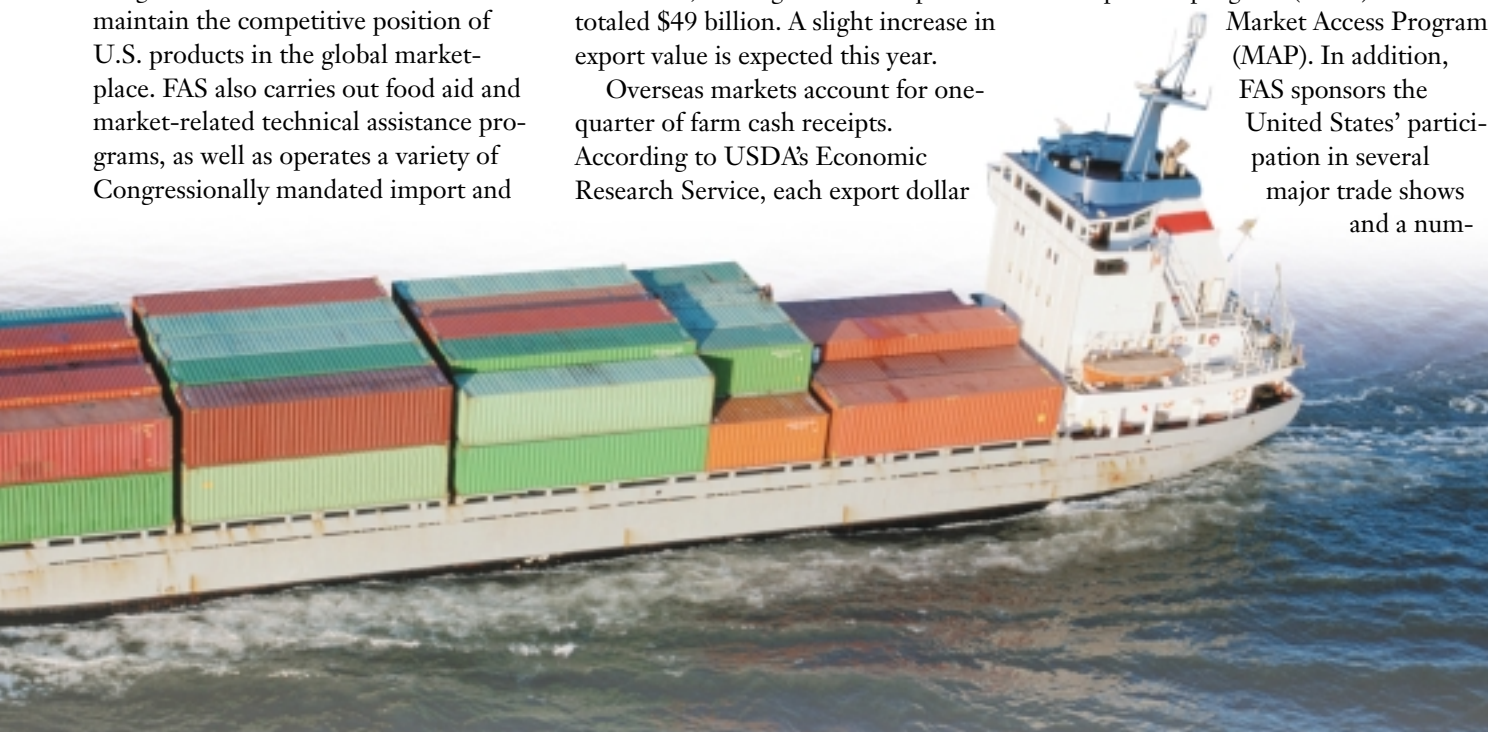 maintain the competitive position of
U.S. products in the global market-
place. FAS also carries out food aid and
market-related technical assistance pro-
grams, as well as operates a variety of
Congressionally mandated import and
totaled $49 billion. A slight increase in
export value is expected this year.
Overseas markets account for one-
quarter of farm cash receipts.
According to USDA’s Economic
Research Service, each export dollar
Market Access Program
(MAP). In addition,
FAS sponsors the
United States’ partici-
pation in several
major trade shows
and a num-